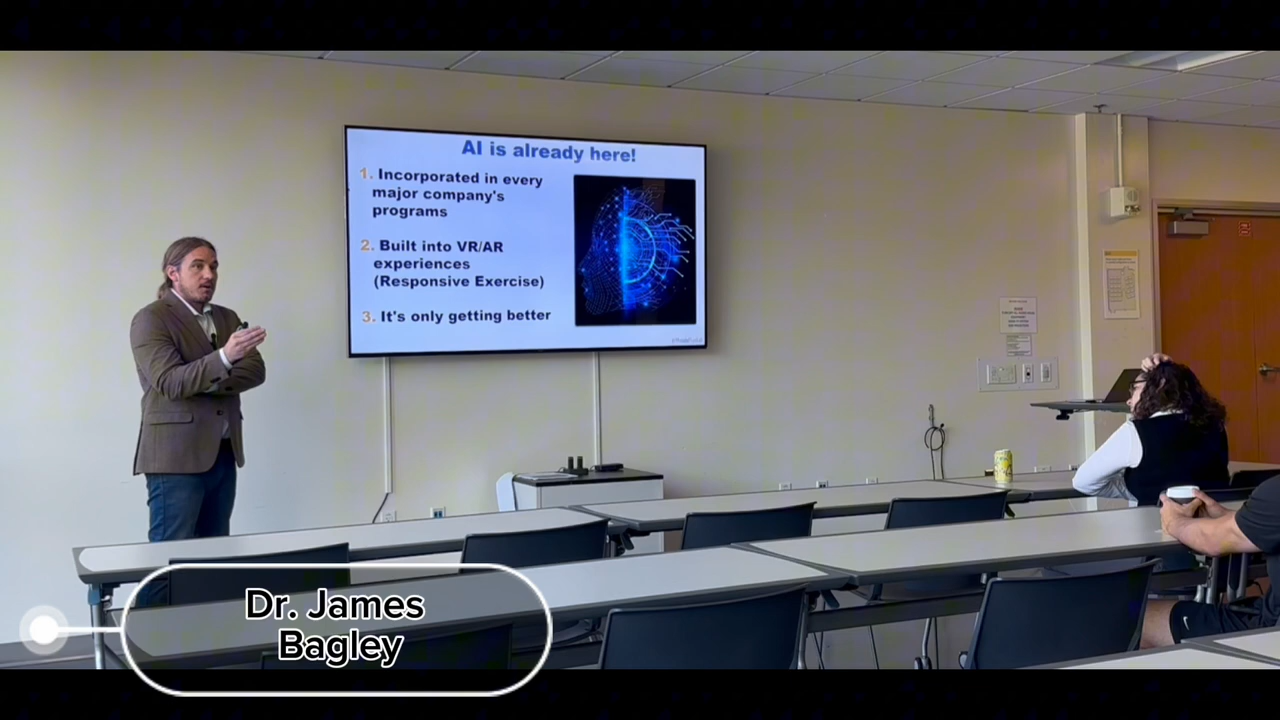 AI is already here!
1. Incorporated in every
major company's
programs
2. Built into VR/AR
experiences
(Responsive Exercise)
3. It's only getting better
Dr. James
Bagley